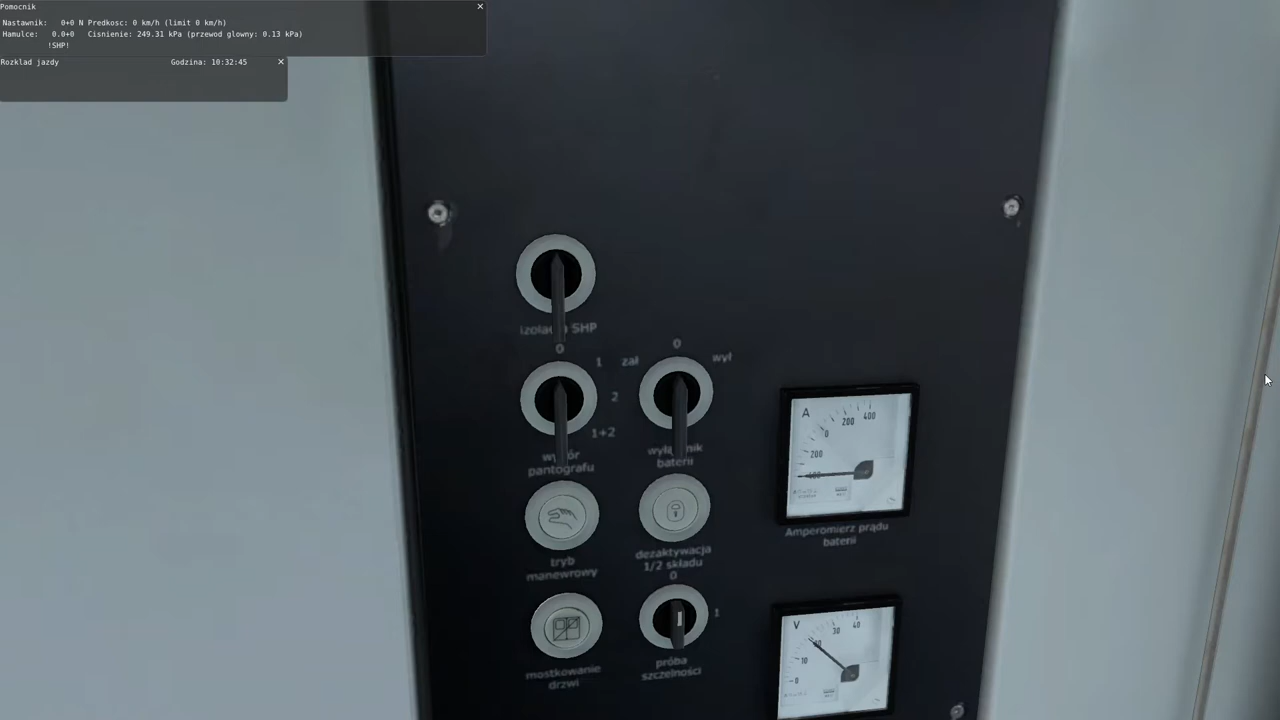 Pomocnik
Nastawnik: 0+0 N Predkosc: 0 km/h (limit 0 km/h)
Hamulce: 0.0+0 Cisnienie: 249.31 kPa (przewod glowny: 0.13 kPa)
!SHP!
Rozklad jazdy Godzina: 10:32:45
SHP
0
1
2
1+2
pantografu
zał 0 wył
baterii
tryb
manewrowy
dezaktywacja
1/2 składu
mostkowanie
drzwi
0
1
próba
szczelności
A
200
0
200
400
Amperomierz prądu
baterii
V
0
10
30
40